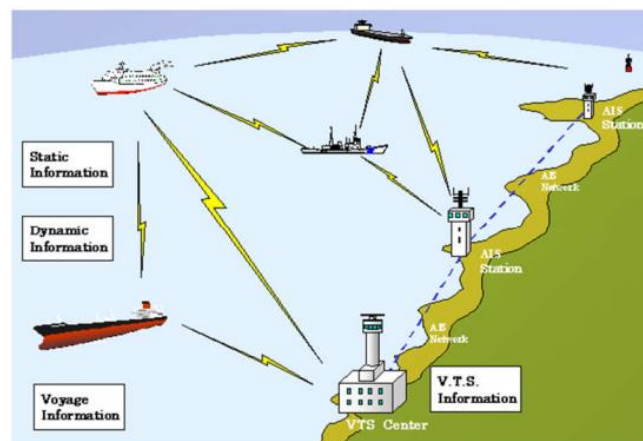 AIS
Station
Static
Information
AIS
Network
Dynamic
Information
AIS
Station
AIS
Network
Voyage
Information
V.T.S.
Information
VTS Center